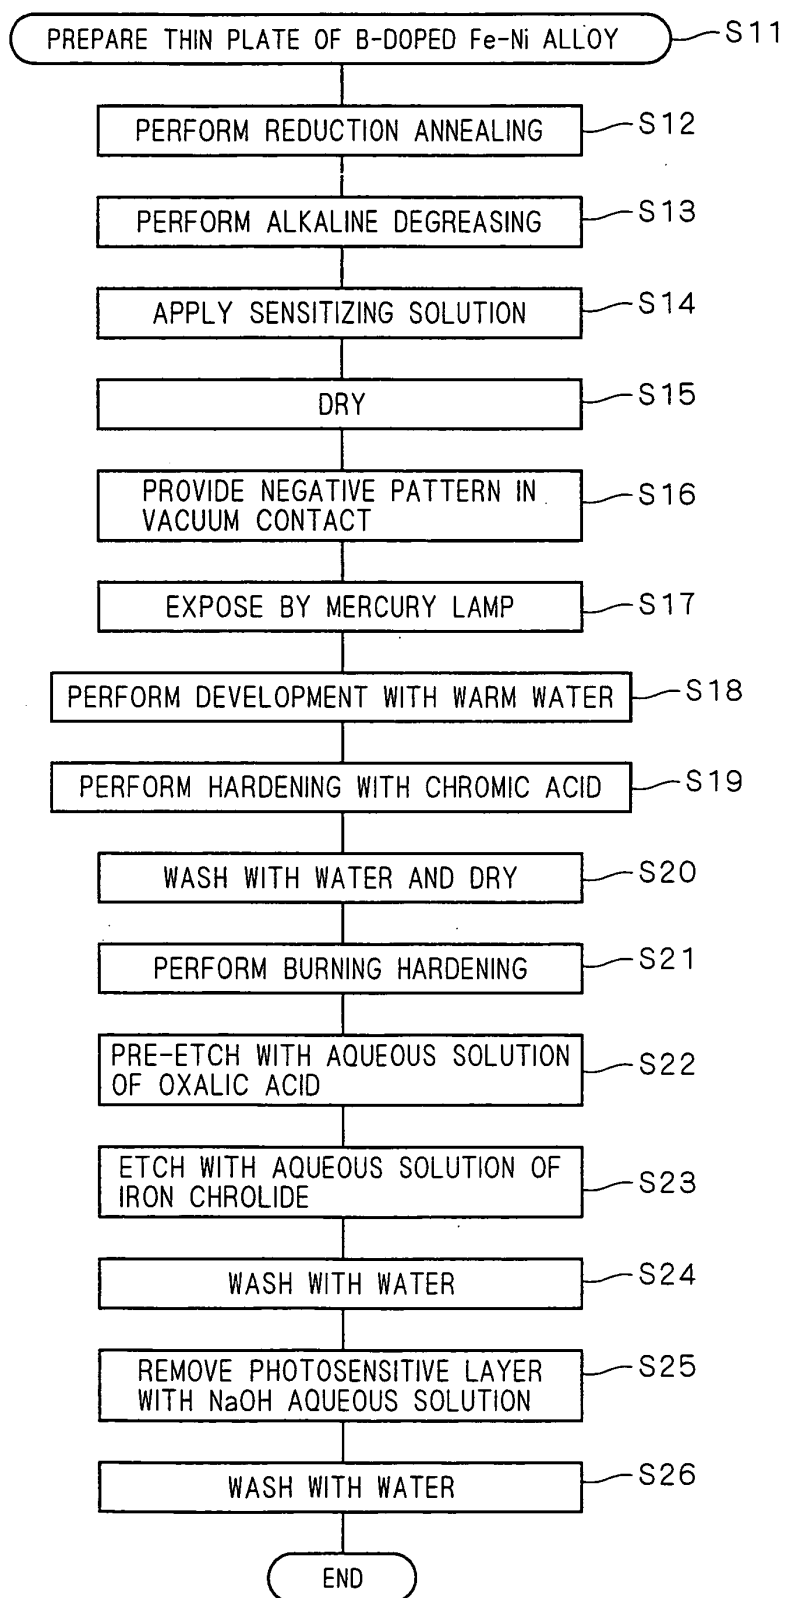 PREPARE THIN PLATE OF B-DOPED Fe-Ni ALLOY
S11
PERFORM REDUCTION ANNEALING
S12
PERFORM ALKALINE DEGREASING
S13
APPLY SENSITIZING SOLUTION
S14
DRY
S15
PROVIDE NEGATIVE PATTERN IN
VACUUM CONTACT
S16
EXPOSE BY MERCURY LAMP
S17
PERFORM DEVELOPMENT WITH WARM WATER
S18
PERFORM HARDENING WITH CHROMIC ACID
S19
WASH WITH WATER AND DRY
S20
PERFORM BURNING HARDENING
S21
PRE-ETCH WITH AQUEOUS SOLUTION
OF OXALIC ACID
S22
ETCH WITH AQUEOUS SOLUTION OF
IRON CHROLIDE
S23
WASH WITH WATER
S24
REMOVE PHOTOSENSITIVE LAYER
WITH NaOH AQUEOUS SOLUTION
S25
WASH WITH WATER
S26
END